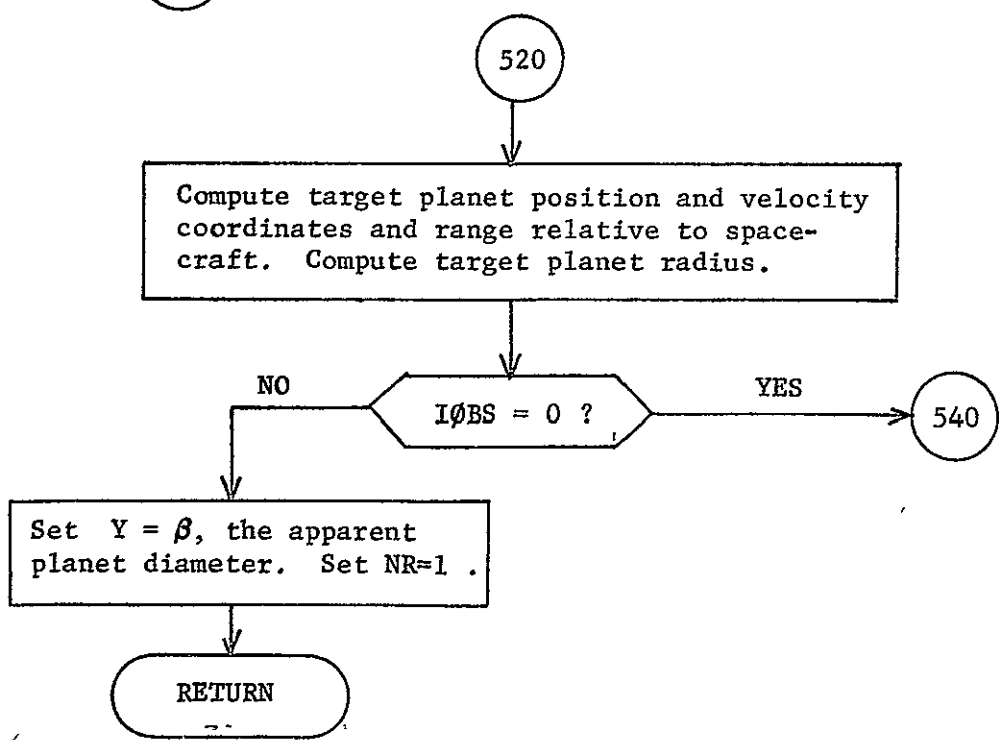 520
Compute target planet position and velocity
coordinates and range relative to space-
craft. Compute target planet radius.
NO
IØBS = 0 ?
YES
540
Set Y = β, the apparent
planet diameter. Set NR=1 .
RETURN